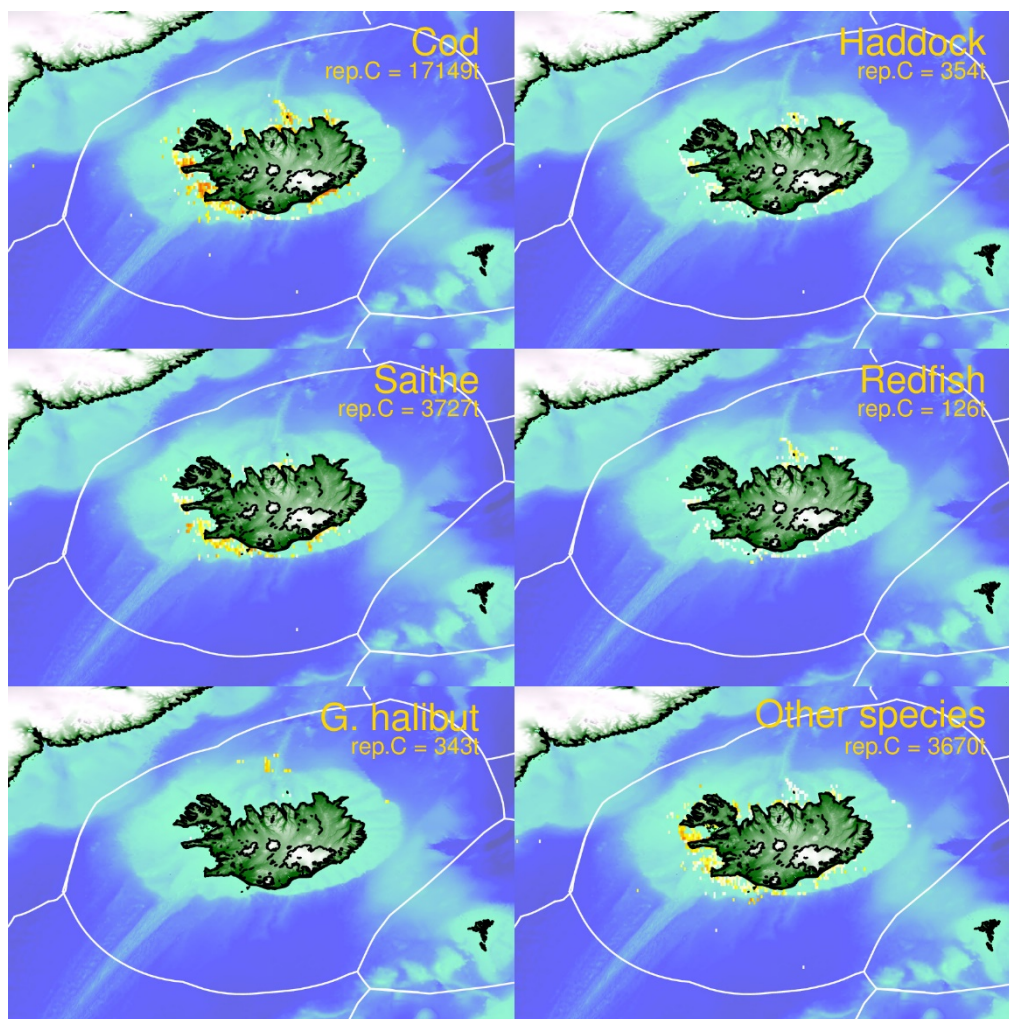 Cod
rep.C = 17149t
Haddock
rep.C = 354t
Saithe
rep.C = 3727t
Redfish
rep.C = 126t
G. halibut
rep.C = 343t
Other species
rep.C = 3670t